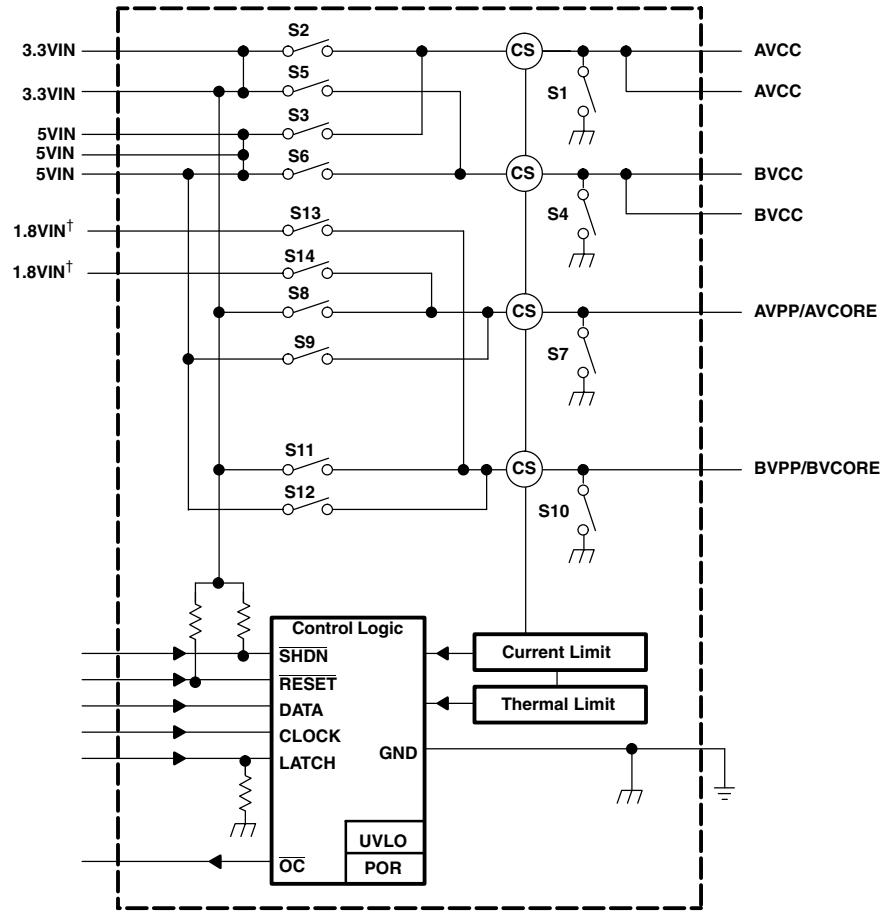 S2
3.3VIN
CS
AVCC
S5
3.3VIN
S1
AVCC
S3
5VIN
5VIN
S6
5VIN
CS
BVCC
S13
S4
BVCC
1.8VIN†
S14
1.8VIN†
S8
CS
AVPP/AVCORE
S9
S7
S11
CS
BVPP/BVCORE
S12
S10
Control Logic
SHDN
Current Limit
RESET
Thermal Limit
DATA
CLOCK
GND
LATCH
UVLO
OC
POR